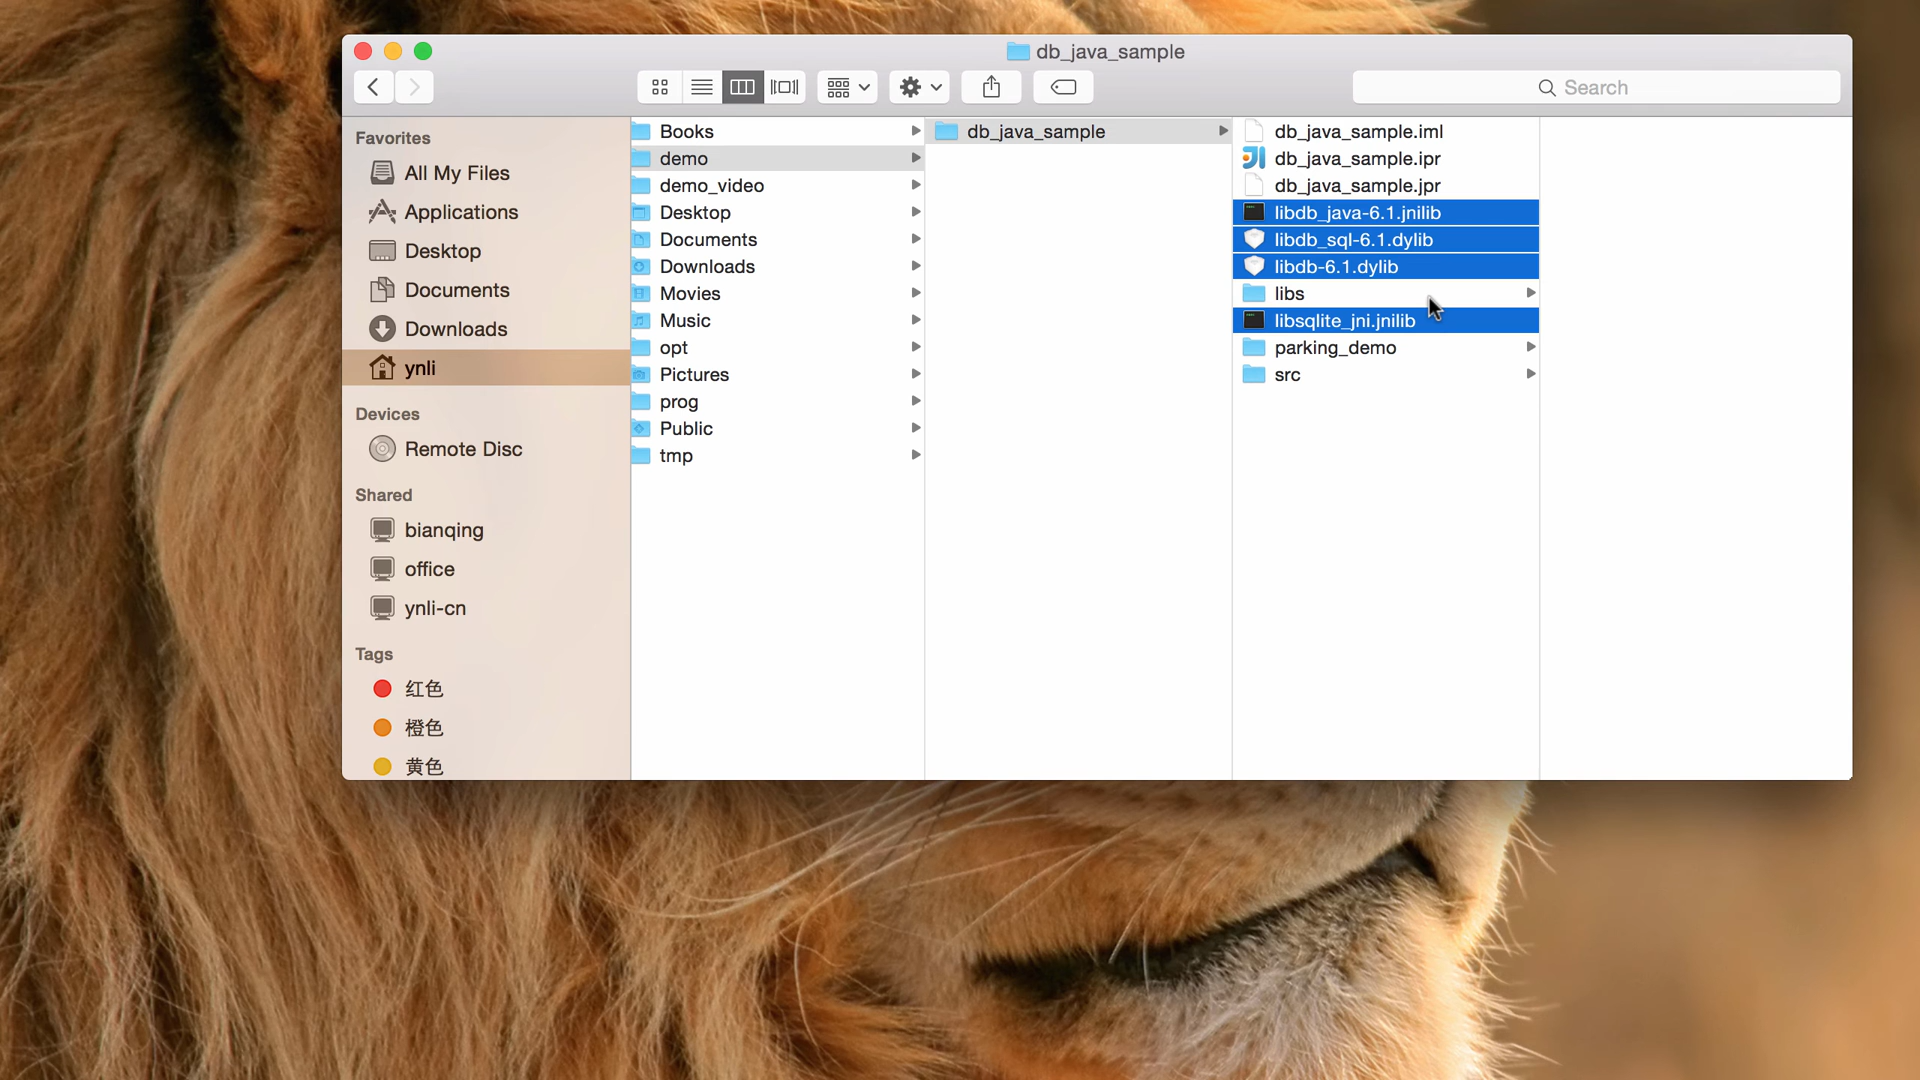 db_java_sample
Search
Favorites
All My Files
Applications
Desktop
Documents
Downloads
ynli
Devices
Remote Disc
Shared
bianqing
office
ynli-cn
Tags
红色
橙色
黄色
Books
demo
demo_video
Desktop
Documents
Downloads
Movies
Music
opt
Pictures
prog
Public
tmp
db_java_sample
db_java_sample.iml
db_java_sample.ipr
db_java_sample.jpr
libdb_java-6.1.jnilib
libdb_sql-6.1.dylib
libdb-6.1.dylib
libs
libsqlite_jni.jnilib
parking_demo
src